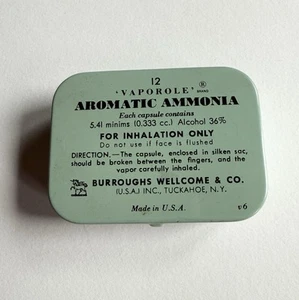 12
'VAPOROLE' ® BRAND
AROMATIC AMMONIA
Each capsule contains
5.41 minims (0.333 cc.) Alcohol 36%
FOR INHALATION ONLY
Do not use if face is flushed
DIRECTION.—The capsule, enclosed in silken sac,
should be broken between the fingers, and the
vapor carefully inhaled.
BURROUGHS WELLCOME & CO.
(U.S.A.) INC., TUCKAHOE, N.Y.
Made in U.S.A.
v6